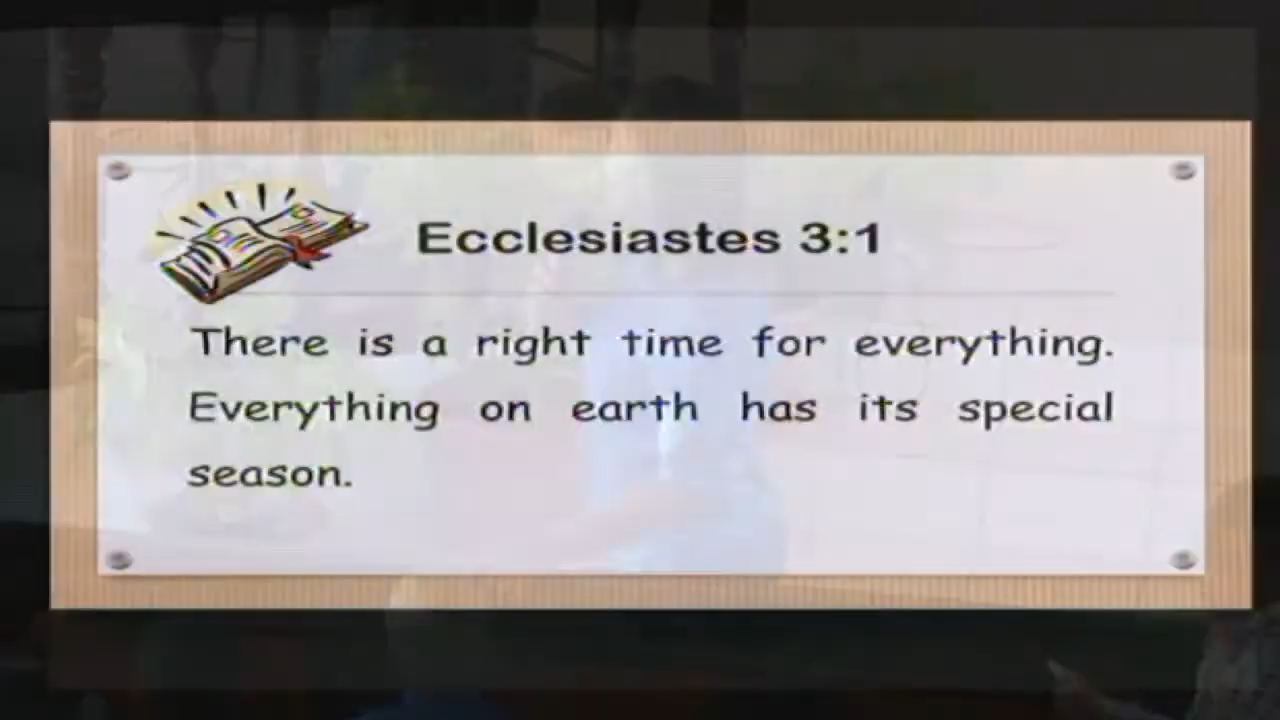 Ecclesiastes 3:1
There is a right time for everything.
Everything on earth has its special
season.